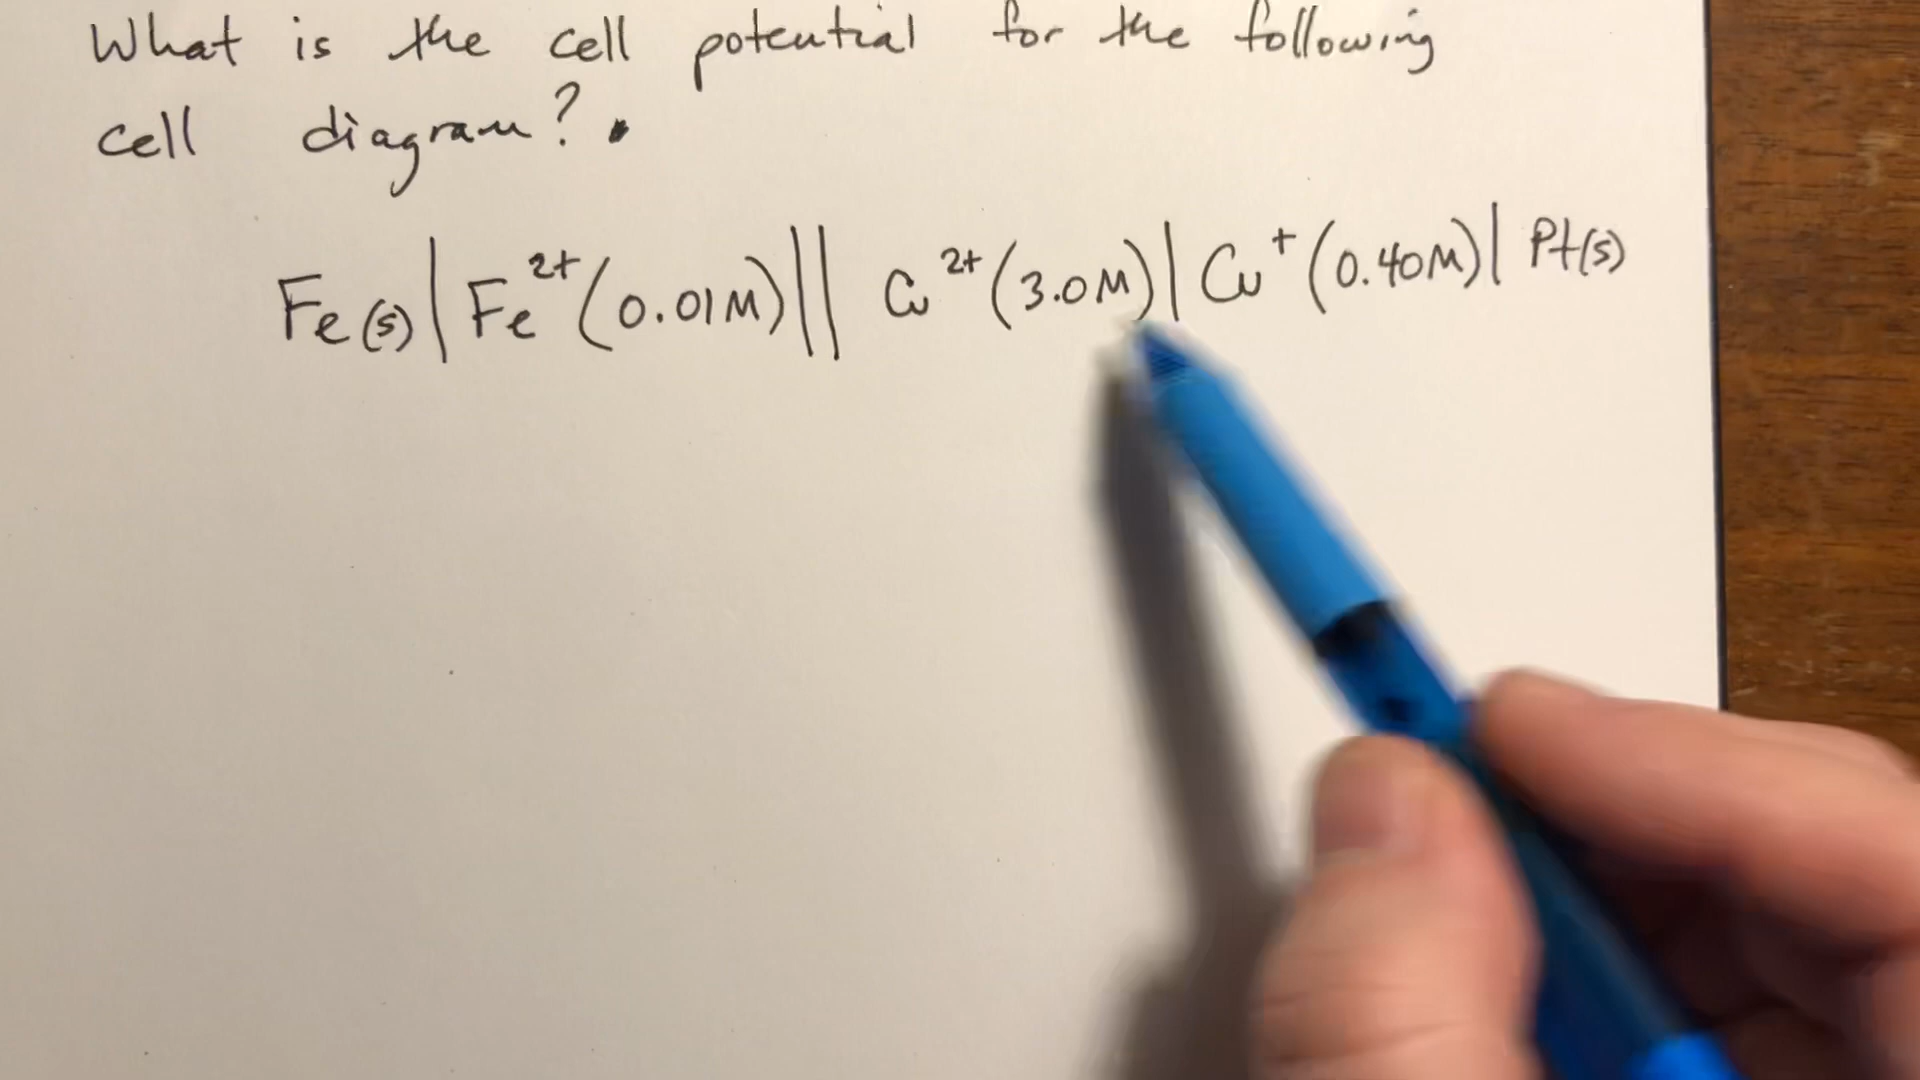 What is the cell potential for the following
cell diagram?
Fe(s)|Fe²⁺(0.01M)|| Cu²⁺(3.0M)|Cu⁺(0.40M)|Pt(s)